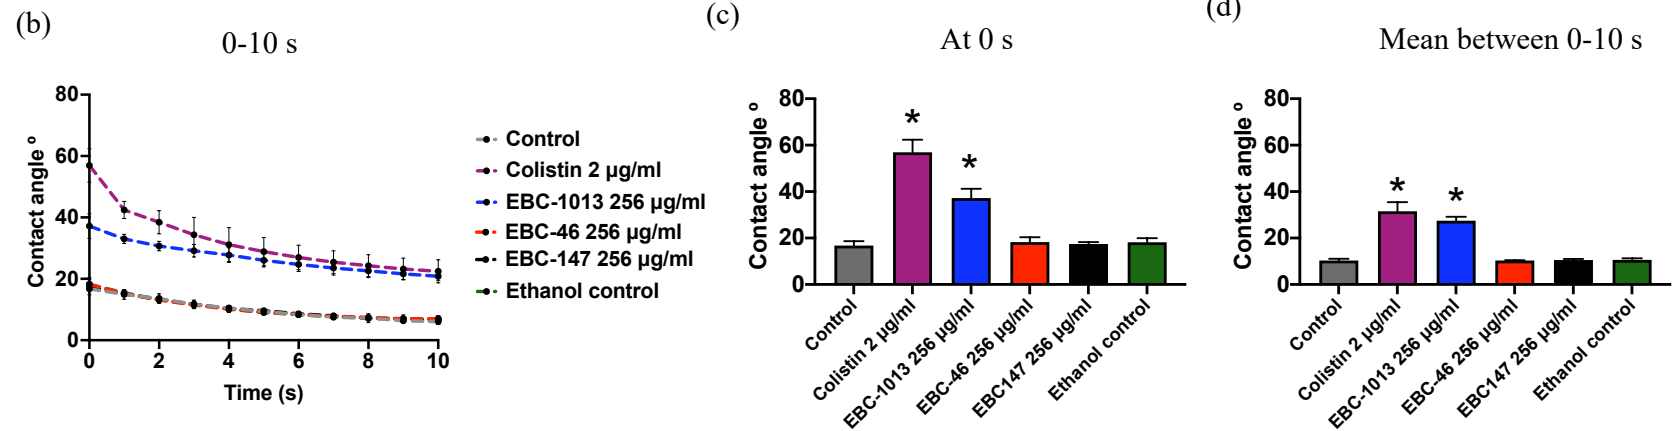 (b)
0-10 s
Contact angle º
80
60
40
20
0
0 2 4 6 8 10
Time (s)
Control
Colistin 2 µg/ml
EBC-1013 256 µg/ml
EBC-46 256 µg/ml
EBC-147 256 µg/ml
Ethanol control
(c)
At 0 s
Contact angle º
80
60
40
20
0
*
*
Control
Colistin 2 µg/ml
EBC-1013 256 µg/ml
EBC-46 256 µg/ml
EBC147 256 µg/ml
Ethanol control
(d)
Mean between 0-10 s
Contact angle º
80
60
40
20
0
*
*
Control
Colistin 2 µg/ml
EBC-1013 256 µg/ml
EBC-46 256 µg/ml
EBC147 256 µg/ml
Ethanol control